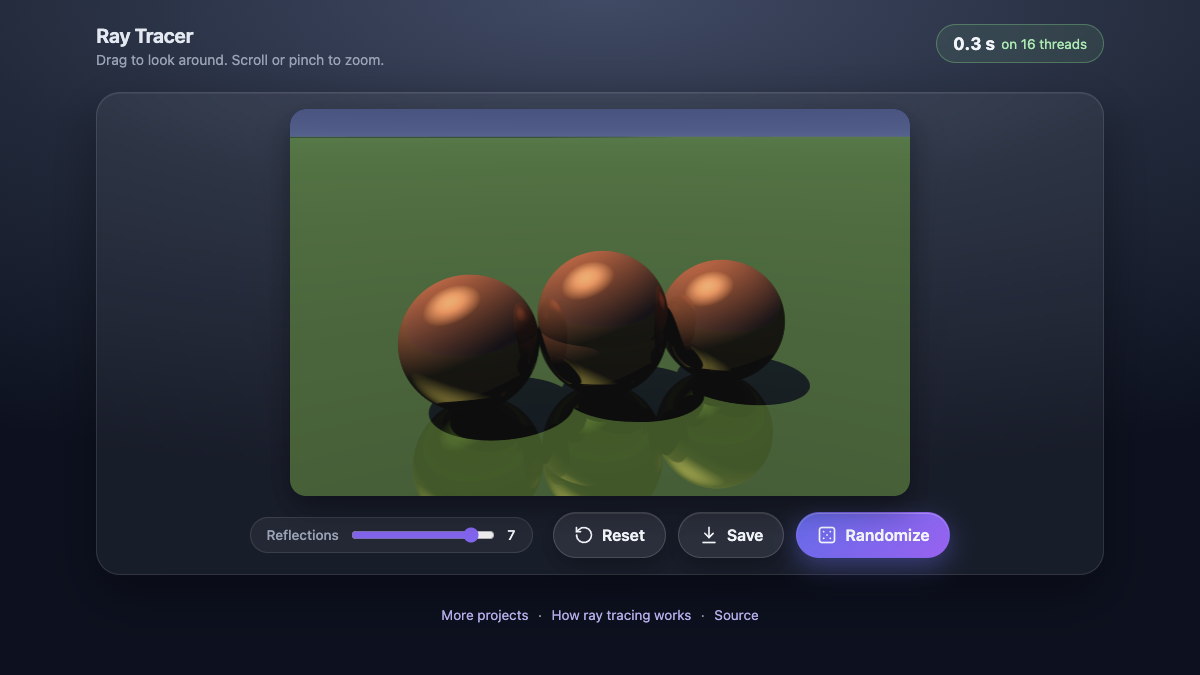 Ray Tracer
Drag to look around. Scroll or pinch to zoom.
0.3 s on 16 threads
Reflections 7 Reset Save Randomize
More projects · How ray tracing works · Source